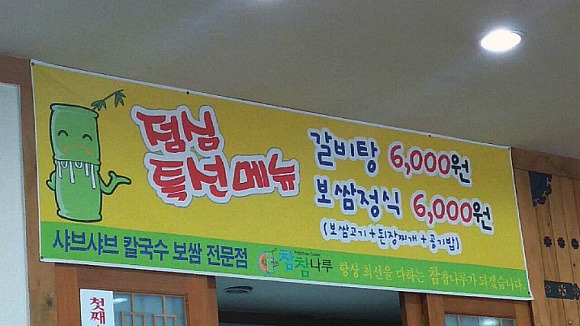 점심
특선메뉴
갈비탕 6,000원
보쌈정식 6,000원
(보쌈고기+된장찌개+공기밥)
샤브샤브 칼국수 보쌈 전문점
참참나루 항상 최선을 다하는 참참나루가 되겠습니다
첫째